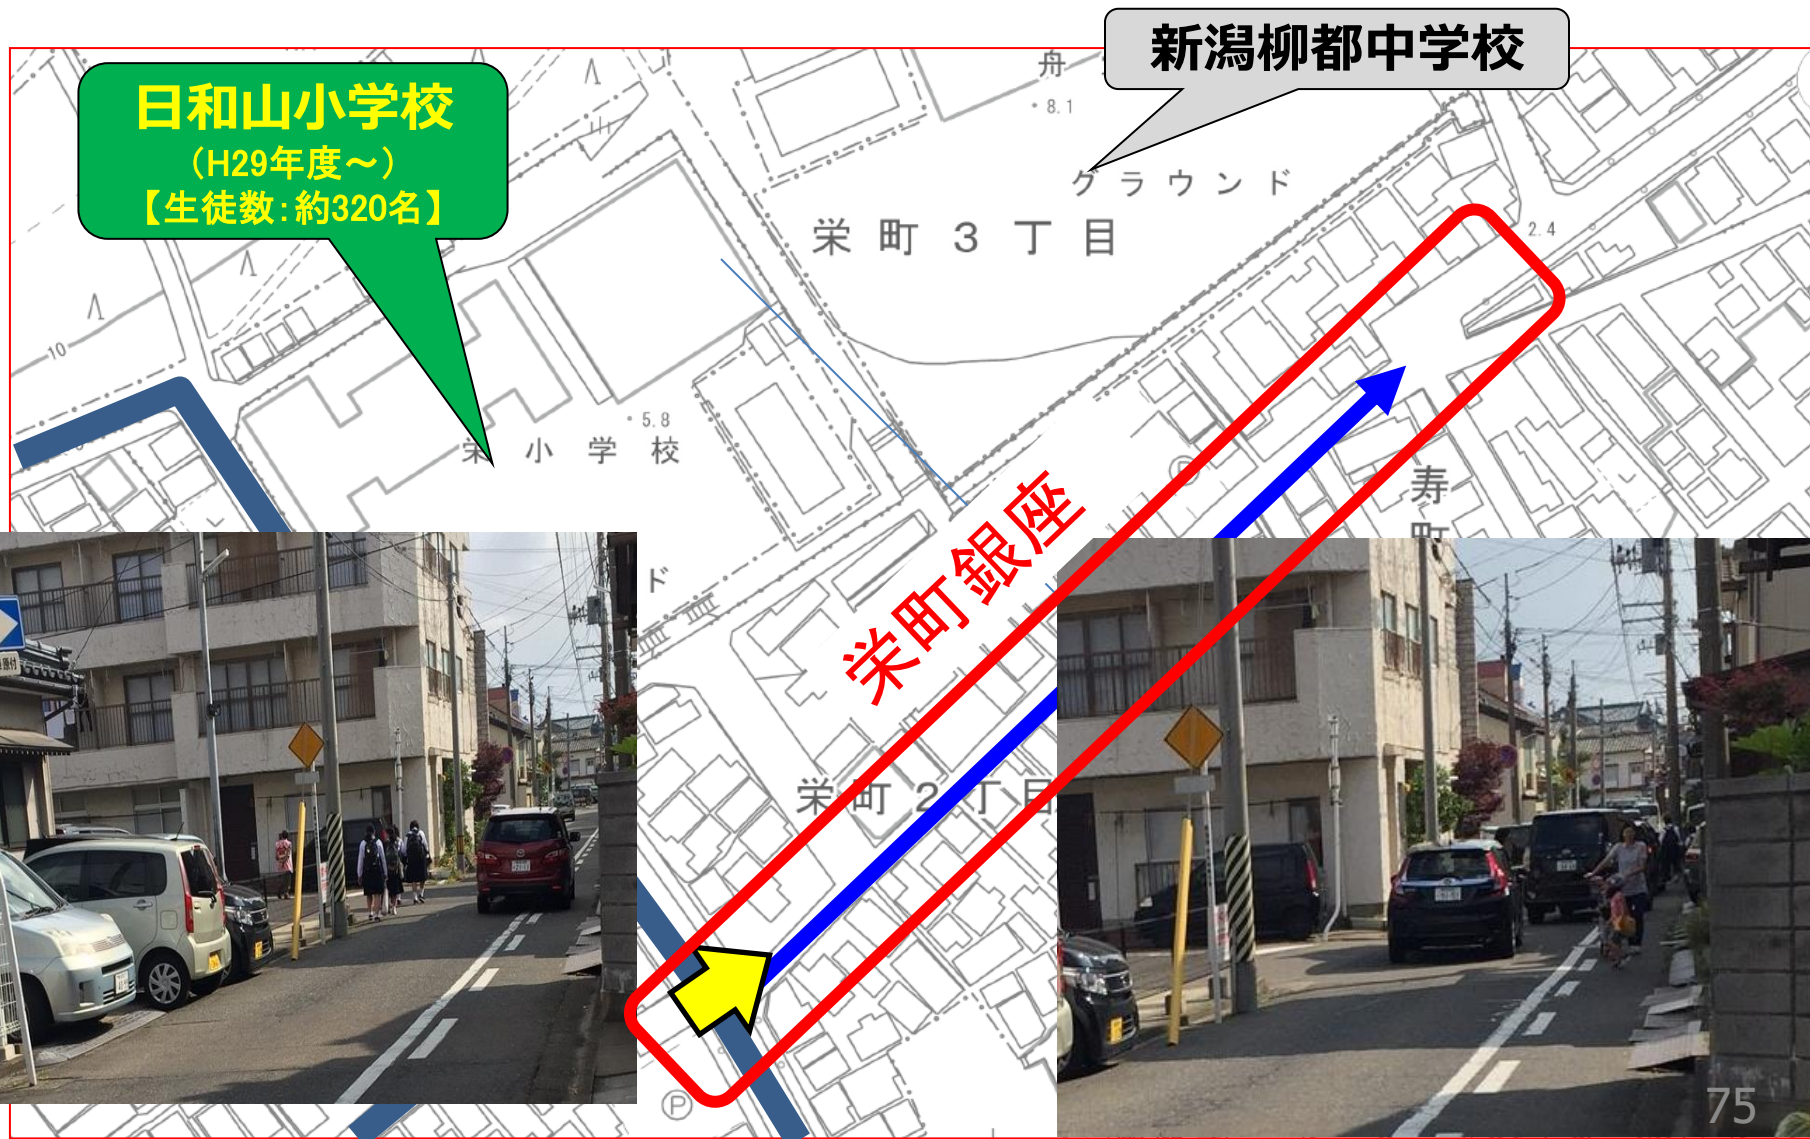 新潟柳都中学校
日和山小学校
（H29年度～）
【生徒数：約320名】
舟
8.1
グラウンド
栄町3丁目
2.4
10
5.8
栄小学校
寿町
ド
栄町銀座
栄町2丁目
P
P
75